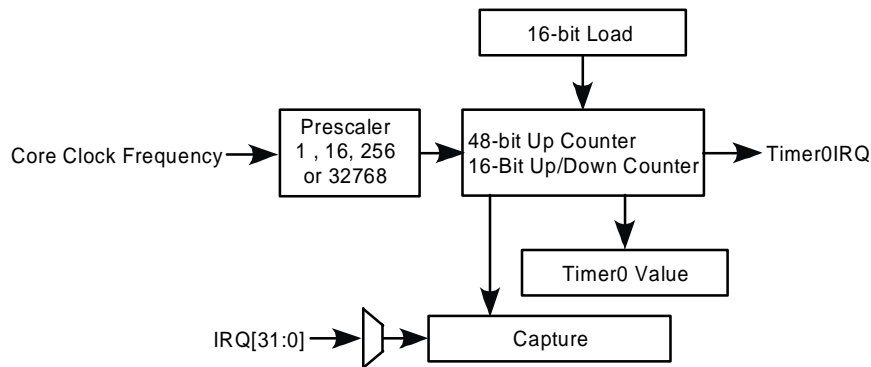 16-bit Load
Prescaler
1 , 16, 256
or 32768
48-bit Up Counter
16-Bit Up/Down Counter
Core Clock Frequency
Timer0IRQ
Timer0 Value
IRQ[31:0]
Capture